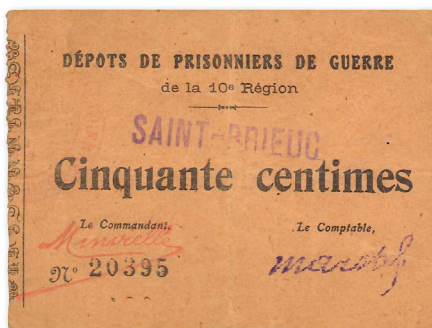 DÉPOTS DE PRISONNIERS DE GUERRE
de la 10e Région
SAINT-BRIEUC
Cinquante centimes
Le Commandant, Le Comptable,
No 20395